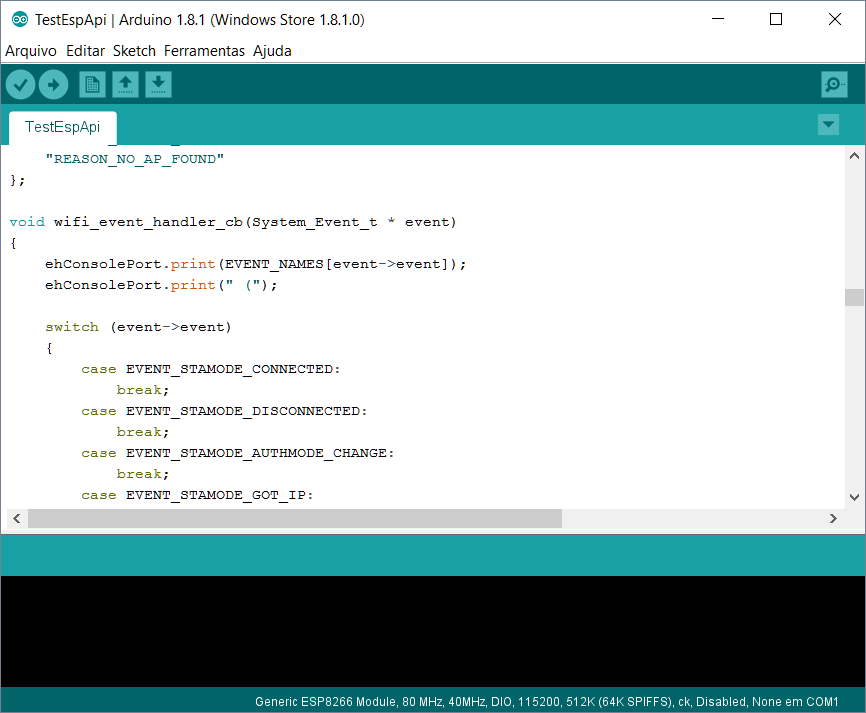 TestEspApi | Arduino 1.8.1 (Windows Store 1.8.1.0)
Arquivo Editar Sketch Ferramentas Ajuda
TestEspApi
"REASON_NO_AP_FOUND"
};
void wifi_event_handler_cb(System_Event_t * event)
{
ehConsolePort.print(EVENT_NAMES[event->event]);
ehConsolePort.print(" (");
switch (event->event)
{
case EVENT_STAMODE_CONNECTED:
break;
case EVENT_STAMODE_DISCONNECTED:
break;
case EVENT_STAMODE_AUTHMODE_CHANGE:
break;
case EVENT_STAMODE_GOT_IP:
Generic ESP8266 Module, 80 MHz, 40MHz, DIO, 115200, 512K (64K SPIFFS), ck, Disabled, None em COM1